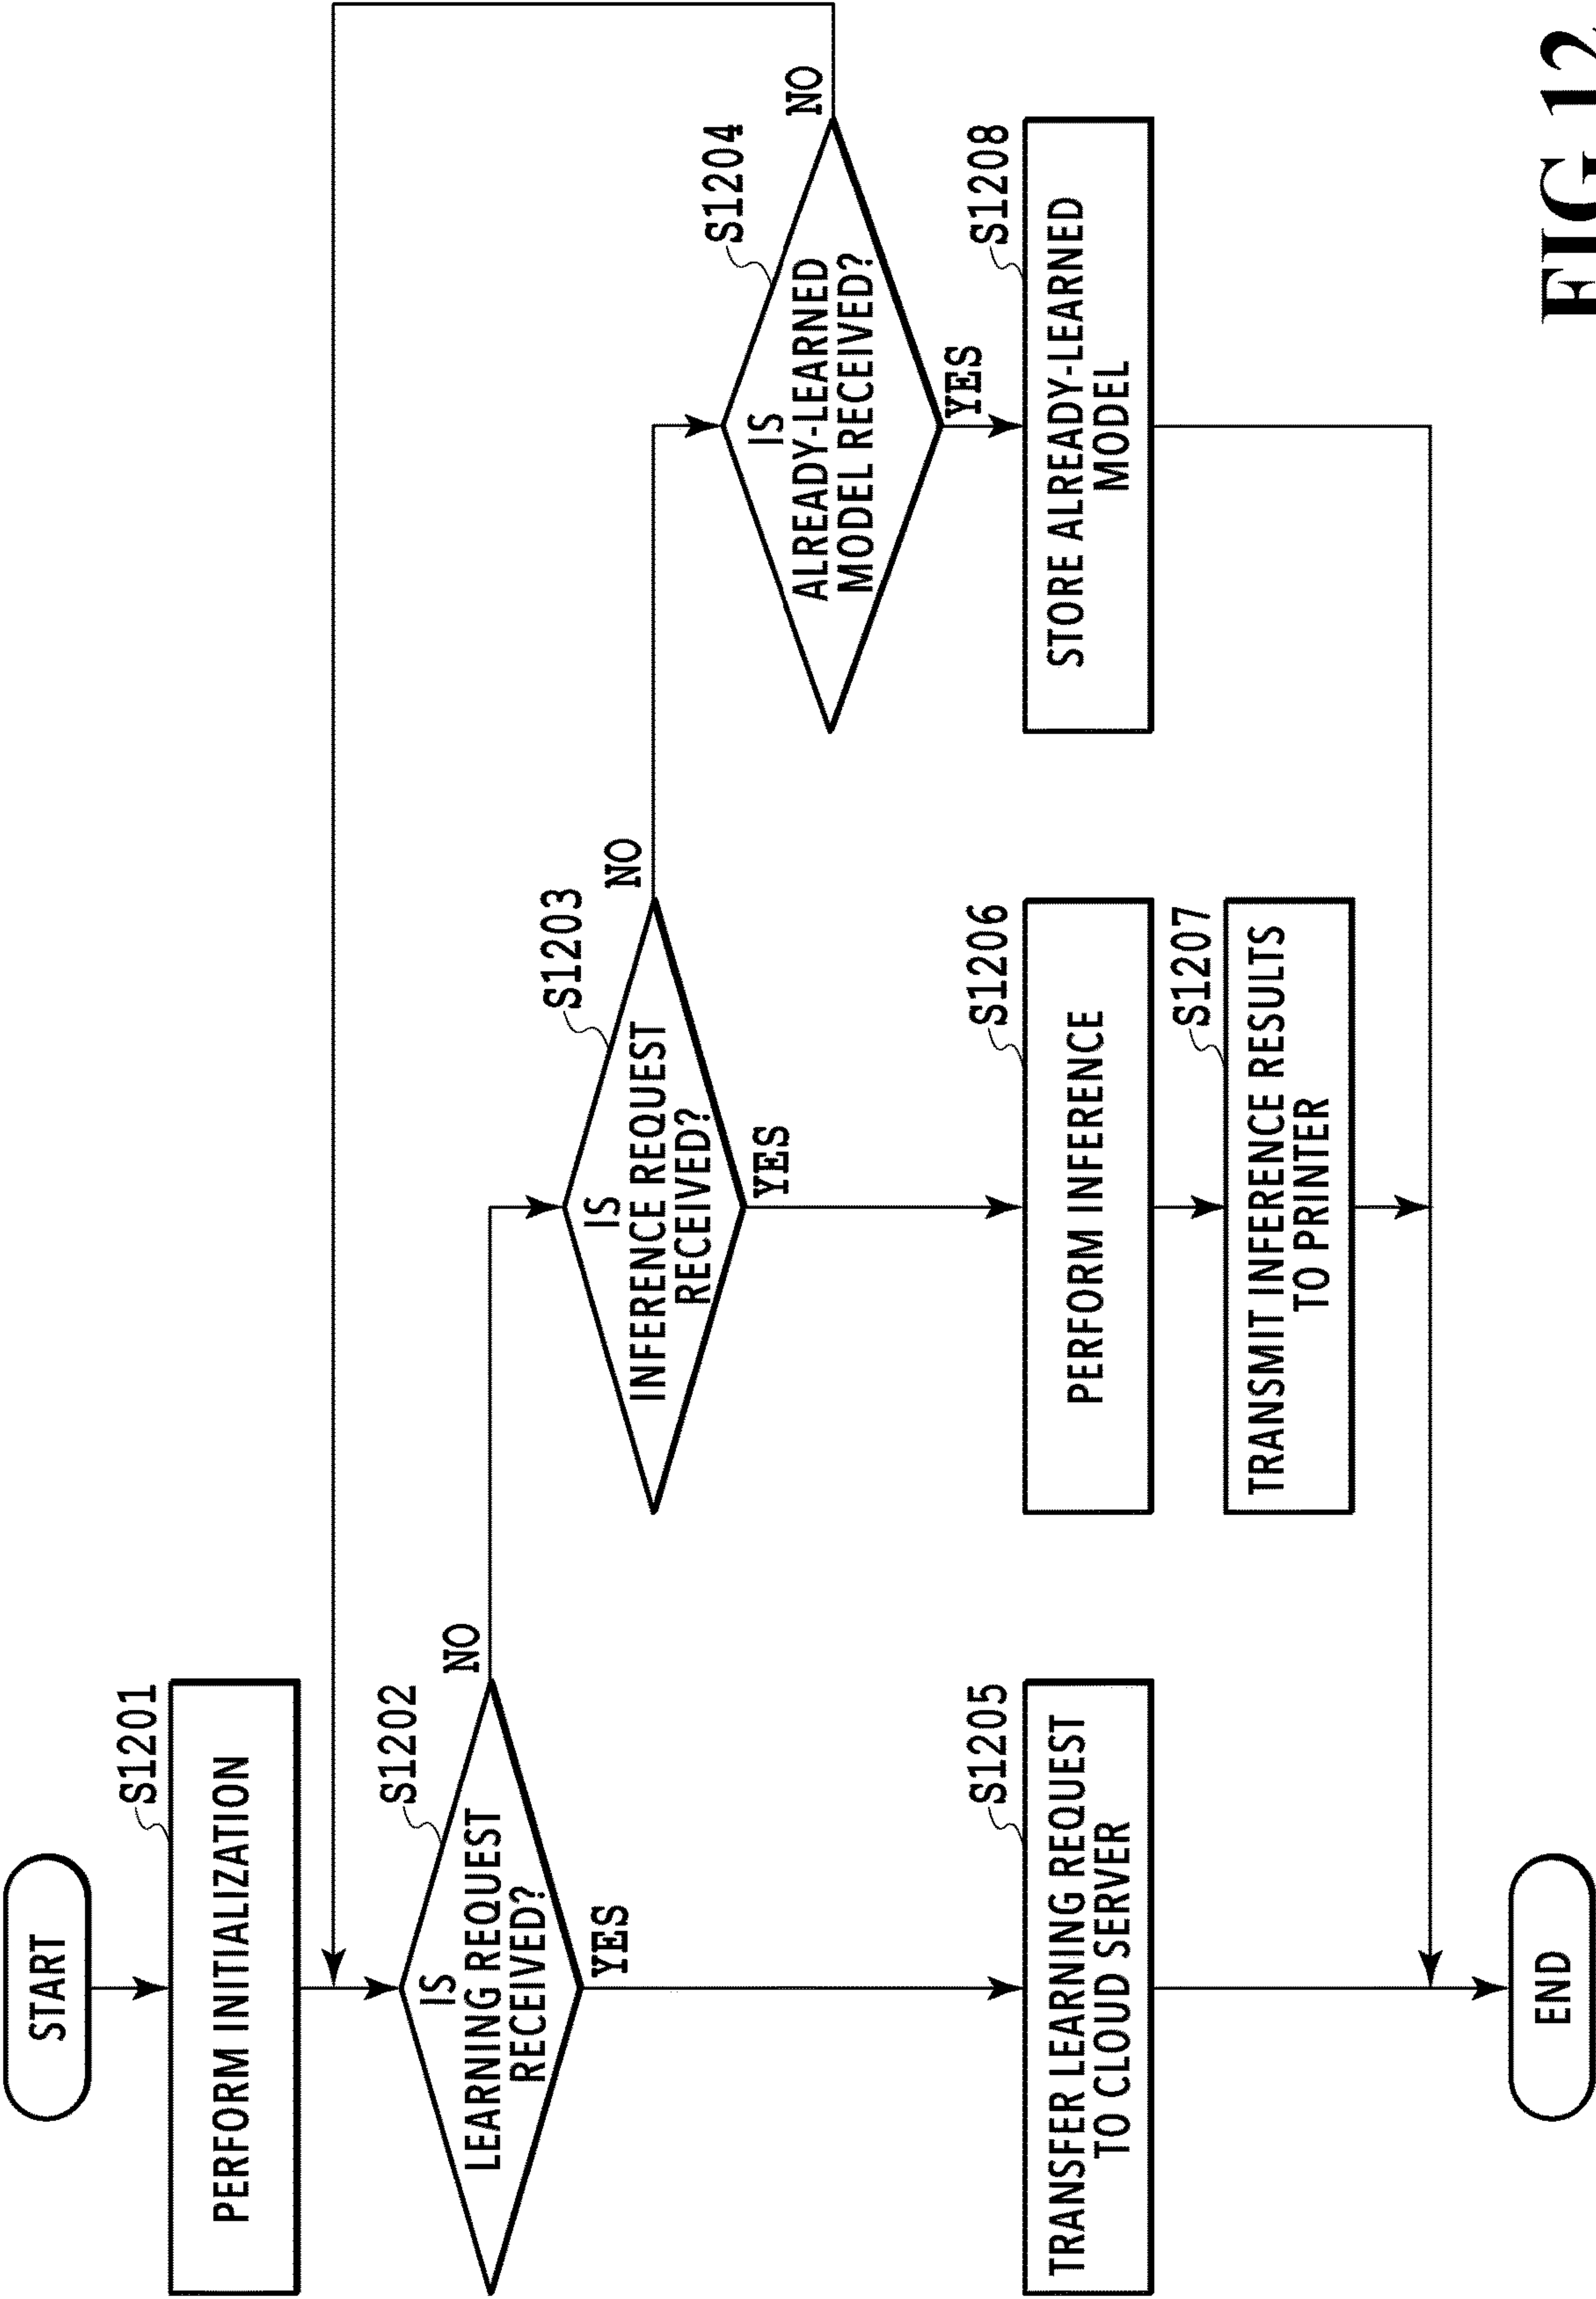 START
S1201
PERFORM INITIALIZATION
S1202
IS
LEARNING REQUEST
RECEIVED?
NO
YES
S1203
IS
INFERENCE REQUEST
RECEIVED?
NO
YES
S1204
IS
ALREADY-LEARNED
MODEL RECEIVED?
NO
YES
S1205
TRANSFER LEARNING REQUEST
TO CLOUD SERVER
S1206
PERFORM INFERENCE
S1207
TRANSMIT INFERENCE RESULTS
TO PRINTER
S1208
STORE ALREADY-LEARNED
MODEL
END
FIG.12